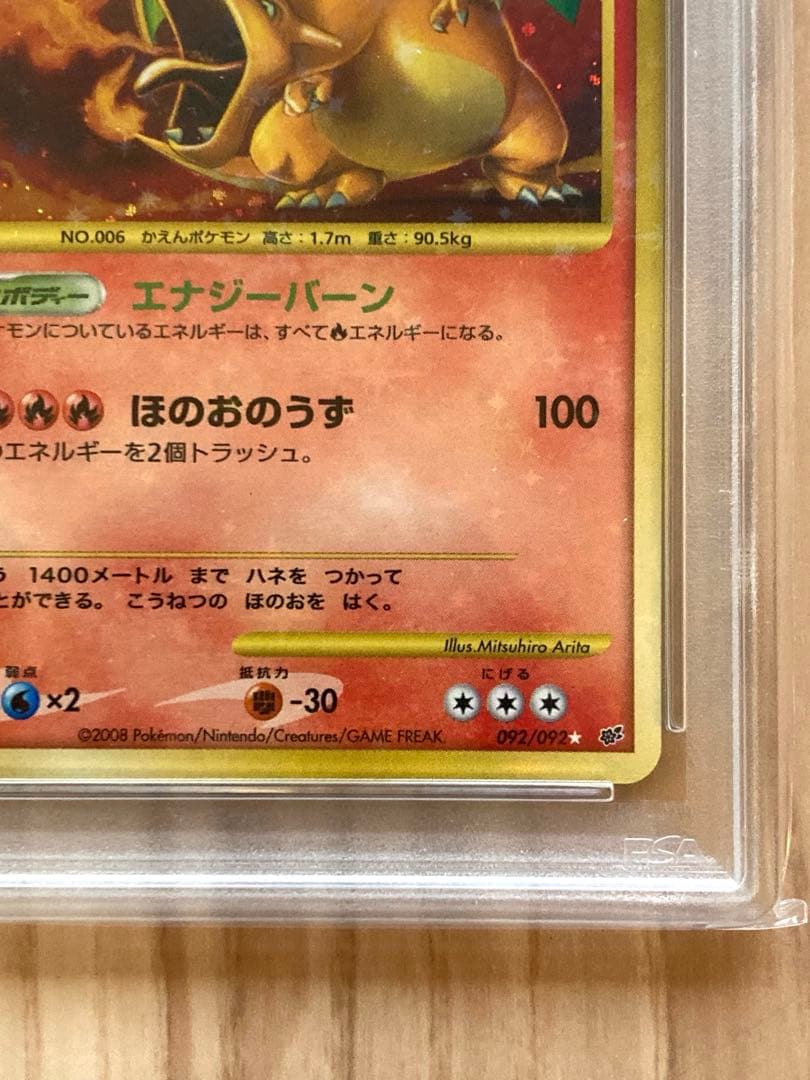 NO.006 かえんポケモン 高さ：1.7m 重さ：90.5kg
ボディー エナジーバーン
モンについているエネルギーは、すべてエネルギーになる。
ほのおのうず 100
エネルギーを2個トラッシュ。
1400メートル まで ハネを つかって
とができる。 こうねつの ほのおを はく。
Illus.Mitsuhiro Arita
弱点 抵抗力 にげる
×2 -30
©2008 Pokémon/Nintendo/Creatures/GAME FREAK. 092/092★
PSA